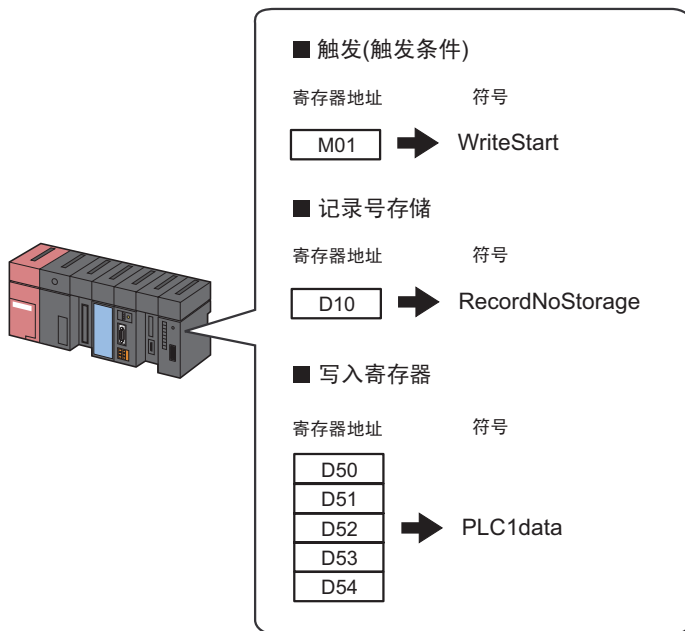 ■ 触发(触发条件)
寄存器地址 符号
M01 WriteStart
■ 记录号存储
寄存器地址 符号
D10 RecordNoStorage
■ 写入寄存器
寄存器地址 符号
D50
D51
D52 PLC1data
D53
D54